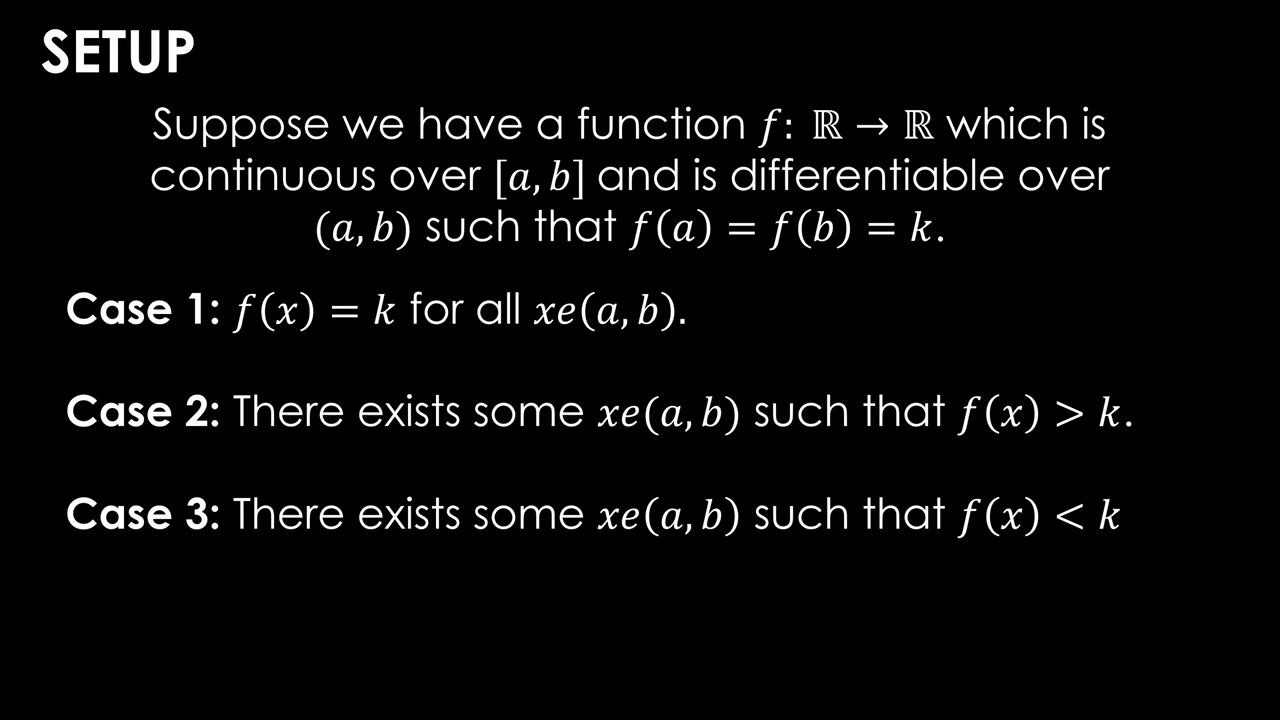 SETUP
Suppose we have a function f: ℝ → ℝ which is
continuous over [a, b] and is differentiable over
(a, b) such that f(a) = f(b) = k.
Case 1: f(x) = k for all xe(a, b).
Case 2: There exists some xe(a, b) such that f(x) > k.
Case 3: There exists some xe(a, b) such that f(x) < k